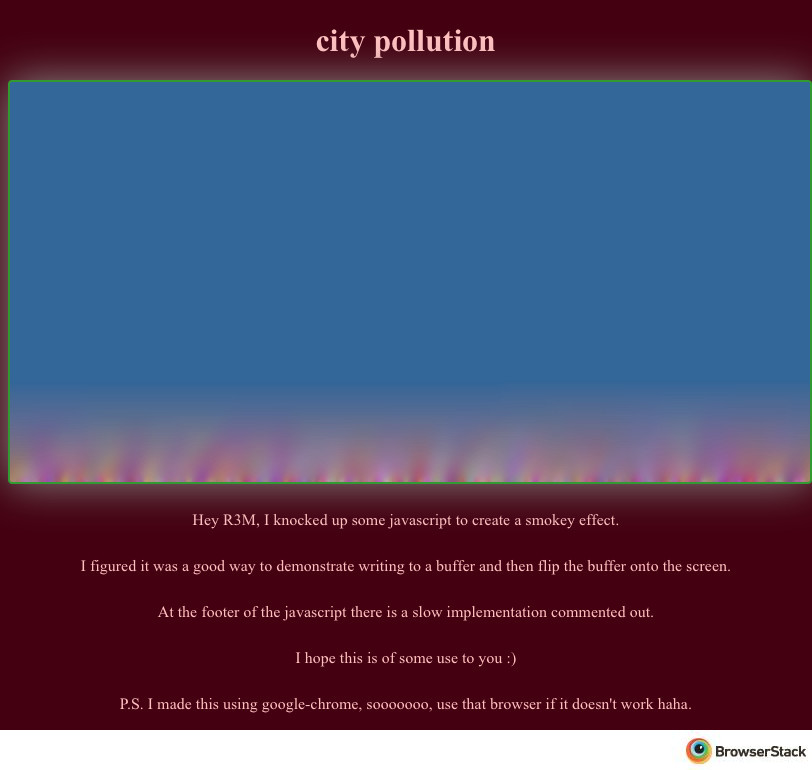 city pollution
Hey R3M, I knocked up some javascript to create a smokey effect.
I figured it was a good way to demonstrate writing to a buffer and then flip the buffer onto the screen.
At the footer of the javascript there is a slow implementation commented out.
I hope this is of some use to you :)
P.S. I made this using google-chrome, sooooooo, use that browser if it doesn't work haha.
BrowserStack